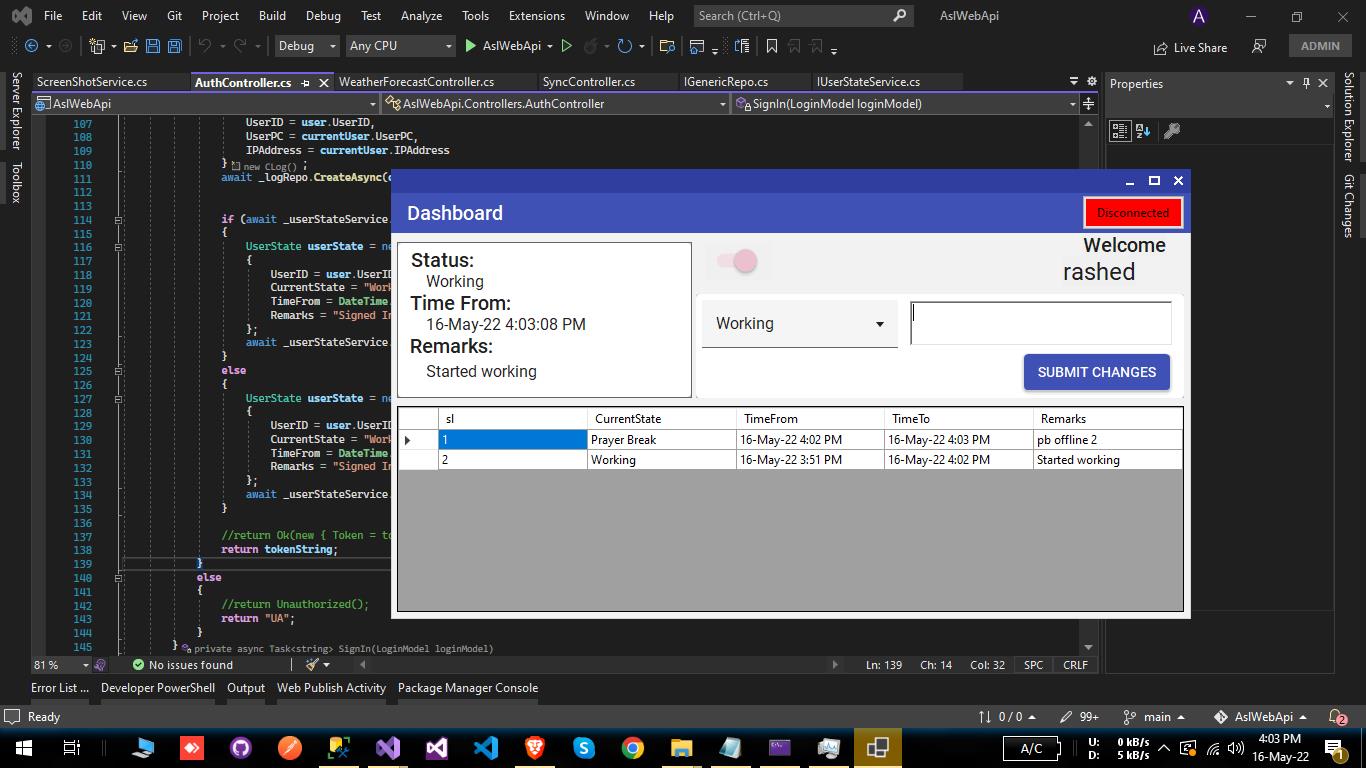 File Edit View Git Project Build Debug Test Analyze Tools Extensions Window Help Search (Ctrl+Q) AslWebApi A
Debug Any CPU AslWebApi Live Share ADMIN
ScreenShotService.cs AuthController.cs WeatherForecastController.cs SyncController.cs IGenericRepo.cs IUserStateService.cs
AslWebApi AslWebApi.Controllers.AuthController SignIn(LoginModel loginModel)
Server Explorer
Toolbox
107 UserID = user.UserID,
108 UserPC = currentUser.UserPC,
109 IPAddress = currentUser.IPAddress
110 } new CLog() ;
111 await _logRepo.CreateAsync(
112
113
114 if (await _userStateService.
115 {
116 UserState userState = ne
117 {
118 UserID = user.UserID
119 CurrentState = "Work
120 TimeFrom = DateTime.
121 Remarks = "Signed In
122 };
123 await _userStateService.
124 }
125 else
126 {
127 UserState userState = ne
128 {
129 UserID = user.UserID
130 CurrentState = "Work
131 TimeFrom = DateTime.
132 Remarks = "Signed In
133 };
134 await _userStateService.
135 }
136
137 //return Ok(new { Token = to
138 return tokenString;
139 }
140 else
141 {
142 //return Unauthorized();
143 return "UA";
144 }
145 } private async Task<string> SignIn(LoginModel loginModel)
Dashboard Disconnected
Status:
Working
Time From:
16-May-22 4:03:08 PM
Remarks:
Started working
Welcome
rashed
Working
SUBMIT CHANGES
sl CurrentState TimeFrom TimeTo Remarks
1 Prayer Break 16-May-22 4:02 PM 16-May-22 4:03 PM pb offline 2
2 Working 16-May-22 3:51 PM 16-May-22 4:02 PM Started working
Properties
Solution Explorer
Git Changes
81 % No issues found Ln: 139 Ch: 14 Col: 32 SPC CRLF
Error List ... Developer PowerShell Output Web Publish Activity Package Manager Console
Ready 0 / 0 99+ main AslWebApi 2
A/C U: 0 kB/s 4:03 PM
D: 5 kB/s 16-May-22 1